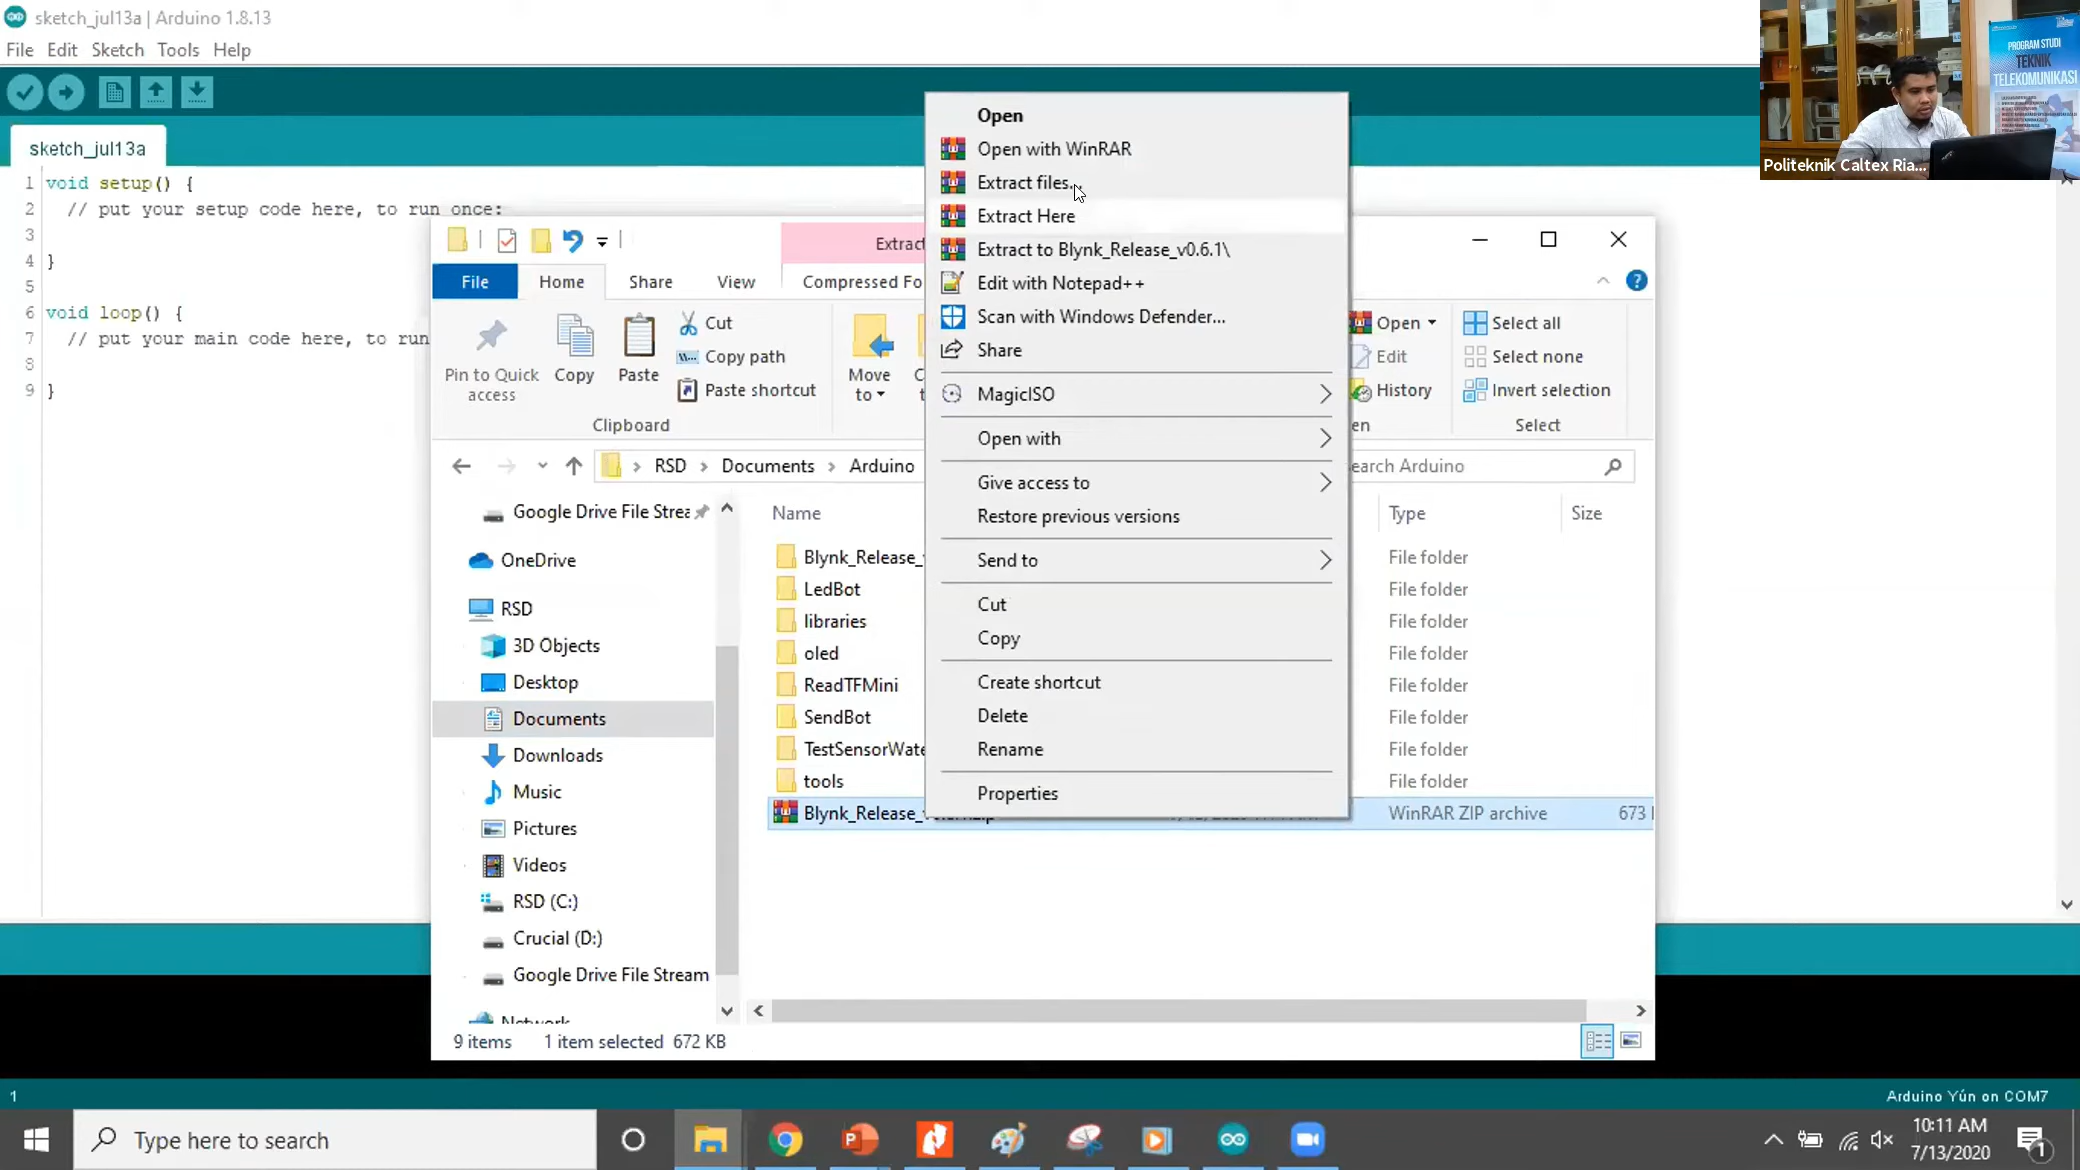 sketch_jul13a | Arduino 1.8.13
File Edit Sketch Tools Help
sketch_jul13a
1 void setup() {
2 // put your setup code here, to run once:
3
4 }
5
6 void loop() {
7 // put your main code here, to run
8
9 }
PROGRAM STUDI
TEKNIK
TELEKOMUNIKASI
Politeknik Caltex Ria...
Extract
File Home Share View Compressed Fo
Pin to Quick access
Copy
Paste
Cut
Copy path
Paste shortcut
Clipboard
Move to
Open
Edit
History
en
Select all
Select none
Invert selection
Select
RSD > Documents > Arduino
earch Arduino
Google Drive File Strea
OneDrive
RSD
3D Objects
Desktop
Documents
Downloads
Music
Pictures
Videos
RSD (C:)
Crucial (D:)
Google Drive File Stream
Network
Name Type Size
Blynk_Release_ File folder
LedBot File folder
libraries File folder
oled File folder
ReadTFMini File folder
SendBot File folder
TestSensorWate File folder
tools File folder
Blynk_Release_ WinRAR ZIP archive 673
Open
Open with WinRAR
Extract files...
Extract Here
Extract to Blynk_Release_v0.6.1\
Edit with Notepad++
Scan with Windows Defender...
Share
MagicISO
Open with
Give access to
Restore previous versions
Send to
Cut
Copy
Create shortcut
Delete
Rename
Properties
9 items 1 item selected 672 KB
1
Arduino Yún on COM7
Type here to search
10:11 AM
7/13/2020
1